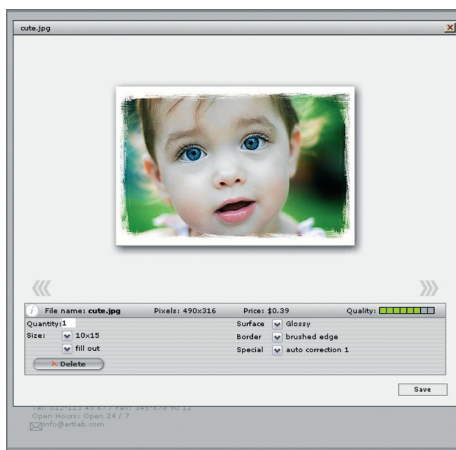 cute.jpg
File name: cute.jpg Pixels: 490x316 Price: $0.39 Quality:
Quantity:1 Surface Glossy
Size: 10x15 Border brushed edge
fill out Special auto correction 1
Delete
Save
Open Hours: Open 24 / 7
info@artlab.com